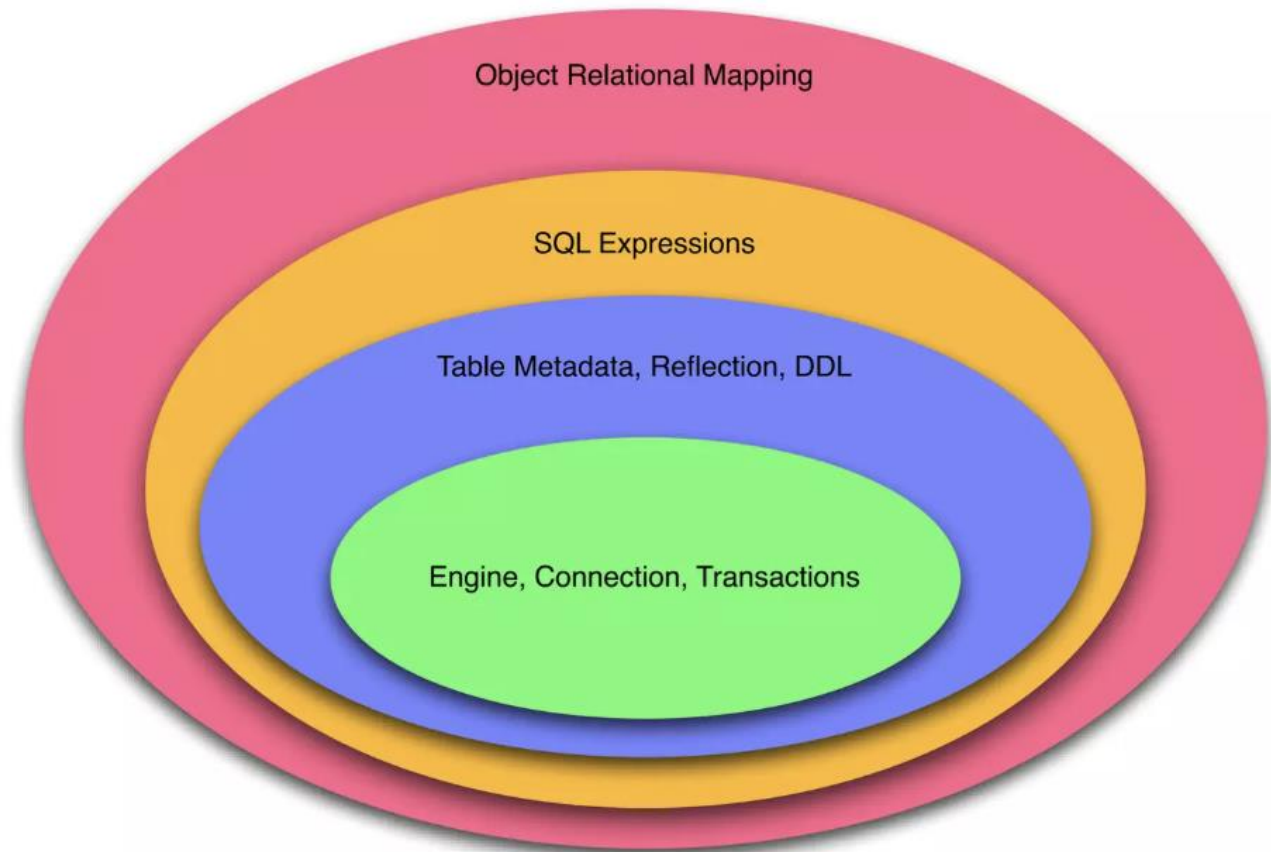 Object Relational Mapping
SQL Expressions
Table Metadata, Reflection, DDL
Engine, Connection, Transactions